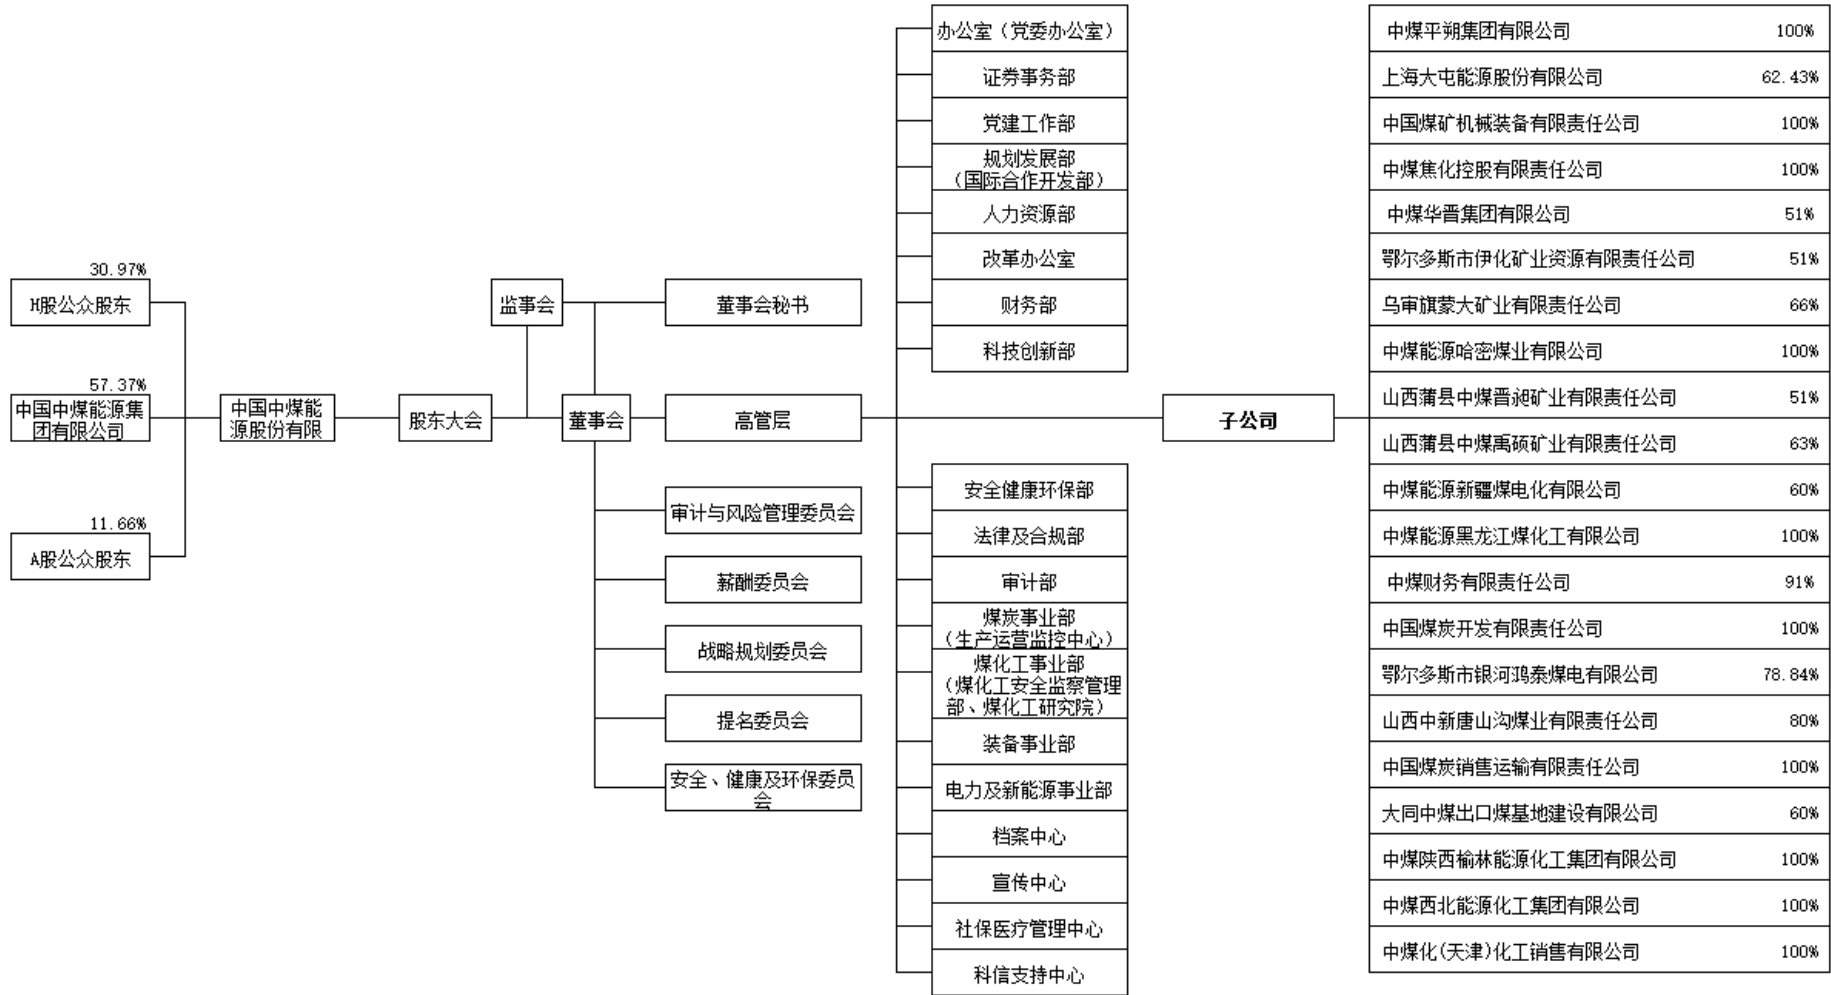 30.97%
H股公众股东
57.37%
中国中煤能源集
团有限公司
11.66%
A股公众股东
中国中煤能
源股份有限
股东大会
监事会
董事会
董事会秘书
高管层
审计与风险管理委员会
薪酬委员会
战略规划委员会
提名委员会
安全、健康及环保委员
会
办公室（党委办公室）
证券事务部
党建工作部
规划发展部
（国际合作开发部）
人力资源部
改革办公室
财务部
科技创新部
安全健康环保部
法律及合规部
审计部
煤炭事业部
（生产运营监控中心）
煤化工事业部
（煤化工安全监察管理
部、煤化工研究院）
装备事业部
电力及新能源事业部
档案中心
宣传中心
社保医疗管理中心
科信支持中心
子公司
中煤平朔集团有限公司 100%
上海大屯能源股份有限公司 62.43%
中国煤矿机械装备有限责任公司 100%
中煤焦化控股有限责任公司 100%
中煤华晋集团有限公司 51%
鄂尔多斯市伊化矿业资源有限责任公司 51%
乌审旗蒙大矿业有限责任公司 66%
中煤能源哈密煤业有限公司 100%
山西蒲县中煤晋昶矿业有限责任公司 51%
山西蒲县中煤禹硕矿业有限责任公司 63%
中煤能源新疆煤电化有限公司 60%
中煤能源黑龙江煤化工有限公司 100%
中煤财务有限责任公司 91%
中国煤炭开发有限责任公司 100%
鄂尔多斯市银河鸿泰煤电有限公司 78.84%
山西中新唐山沟煤业有限责任公司 80%
中国煤炭销售运输有限责任公司 100%
大同中煤出口煤基地建设有限公司 60%
中煤陕西榆林能源化工集团有限公司 100%
中煤西北能源化工集团有限公司 100%
中煤化(天津)化工销售有限公司 100%